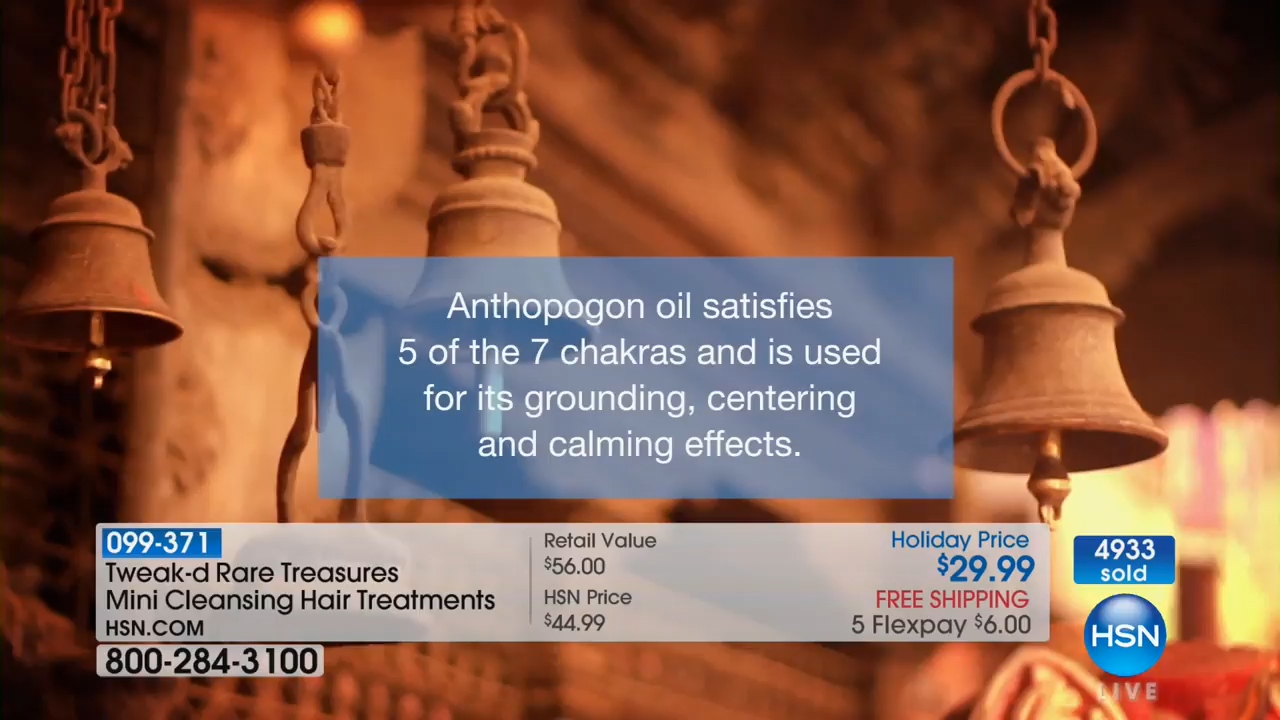 Anthopogon oil satisfies
5 of the 7 chakras and is used
for its grounding, centering
and calming effects.
099-371
Tweak-d Rare Treasures
Mini Cleansing Hair Treatments
HSN.COM
800-284-3100
Retail Value
$56.00
HSN Price
$44.99
Holiday Price
$29.99
FREE SHIPPING
5 Flexpay $6.00
4933
sold
HSN
LIVE